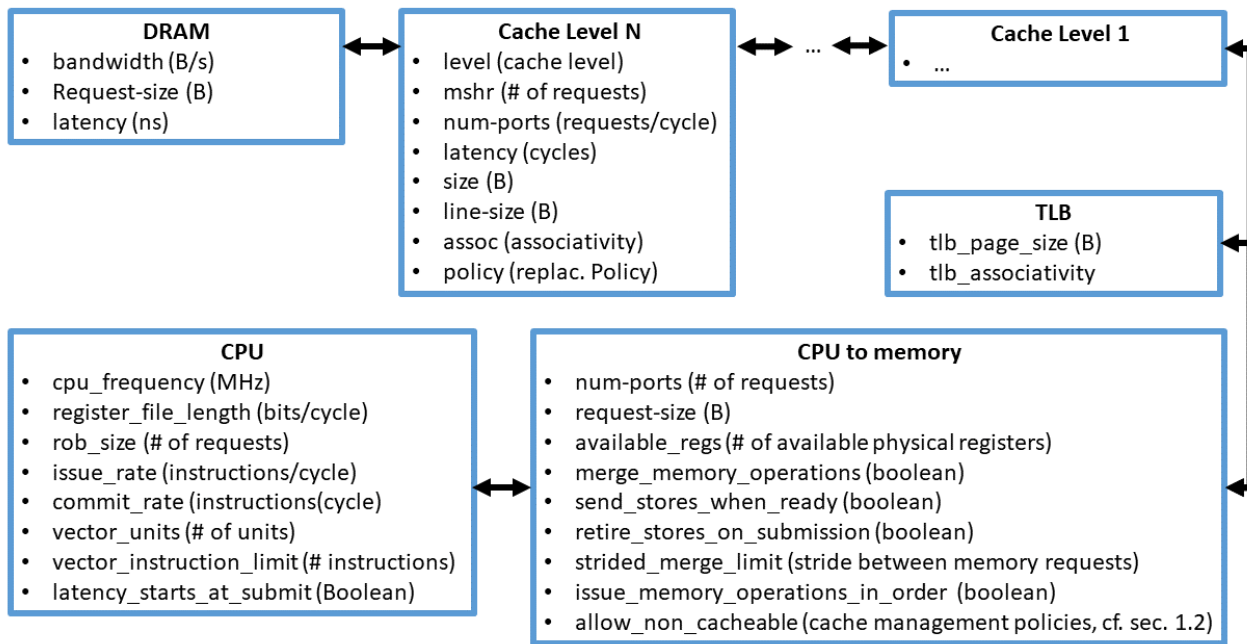 DRAM
• bandwidth (B/s)
• Request-size (B)
• latency (ns)
Cache Level N
• level (cache level)
• mshr (# of requests)
• num-ports (requests/cycle)
• latency (cycles)
• size (B)
• line-size (B)
• assoc (associativity)
• policy (replac. Policy)
...
Cache Level 1
• ...
TLB
• tlb_page_size (B)
• tlb_associativity
CPU
• cpu_frequency (MHz)
• register_file_length (bits/cycle)
• rob_size (# of requests)
• issue_rate (instructions/cycle)
• commit_rate (instructions(cycle)
• vector_units (# of units)
• vector_instruction_limit (# instructions)
• latency_starts_at_submit (Boolean)
CPU to memory
• num-ports (# of requests)
• request-size (B)
• available_regs (# of available physical registers)
• merge_memory_operations (boolean)
• send_stores_when_ready (boolean)
• retire_stores_on_submission (boolean)
• strided_merge_limit (stride between memory requests)
• issue_memory_operations_in_order (boolean)
• allow_non_cacheable (cache management policies, cf. sec. 1.2)